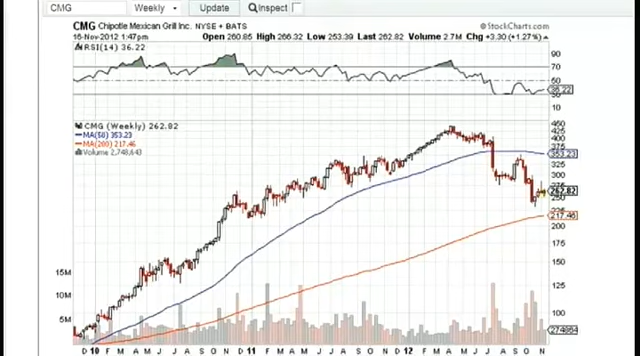 CMG Weekly Update Inspect
CMG Chipotle Mexican Grill Inc. NYSE + BATS © StockCharts.com
16-Nov-2012 1:47pm Open 260.85 High 266.32 Low 253.39 Last 262.82 Volume 2.7M Chg +3.30 (+1.27%)
RSI(14) 36.22
90
70
50
36.22
30
10
CMG (Weekly) 262.82
MA(50) 353.23
MA(200) 217.46
Volume 2,748,643
450
425
400
375
353.23
325
300
275
262.82
250
225
217.46
200
175
150
125
100
15M
10M
5M
2748643
D 10 F M A M J J A S O N D 11 F M A M J J A S O N D 12 F M A M J J A S O N